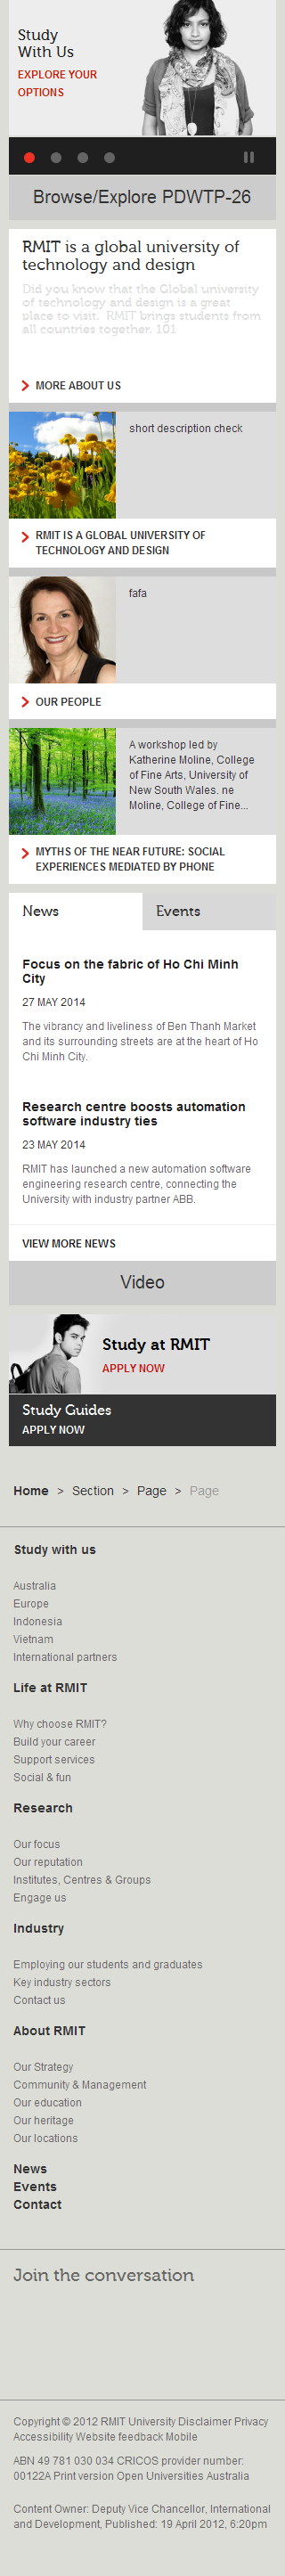 Study
With Us
EXPLORE YOUR
OPTIONS
Browse/Explore PDWTP-26
RMIT is a global university of
technology and design
Did you know that the Global university
of technology and design is a great
place to visit.  RMIT brings students from
all countries together. 101
MORE ABOUT US
short description check
RMIT IS A GLOBAL UNIVERSITY OF
TECHNOLOGY AND DESIGN
fafa
OUR PEOPLE
A workshop led by
Katherine Moline, College
of Fine Arts, University of
New South Wales. ne
Moline, College of Fine...
MYTHS OF THE NEAR FUTURE: SOCIAL
EXPERIENCES MEDIATED BY PHONE
News
Events
Focus on the fabric of Ho Chi Minh
City
27 MAY 2014
The vibrancy and liveliness of Ben Thanh Market
and its surrounding streets are at the heart of Ho
Chi Minh City.
Research centre boosts automation
software industry ties
23 MAY 2014
RMIT has launched a new automation software
engineering research centre, connecting the
University with industry partner ABB.
VIEW MORE NEWS
Video
Study at RMIT
APPLY NOW
Study Guides
APPLY NOW
Home > Section > Page > Page
Study with us
Australia
Europe
Indonesia
Vietnam
International partners
Life at RMIT
Why choose RMIT?
Build your career
Support services
Social & fun
Research
Our focus
Our reputation
Institutes, Centres & Groups
Engage us
Industry
Employing our students and graduates
Key industry sectors
Contact us
About RMIT
Our Strategy
Community & Management
Our education
Our heritage
Our locations
News
Events
Contact
Join the conversation
Copyright © 2012 RMIT University Disclaimer Privacy
Accessibility Website feedback Mobile
ABN 49 781 030 034 CRICOS provider number:
00122A Print version Open Universities Australia
Content Owner: Deputy Vice Chancellor, International
and Development, Published: 19 April 2012, 6:20pm